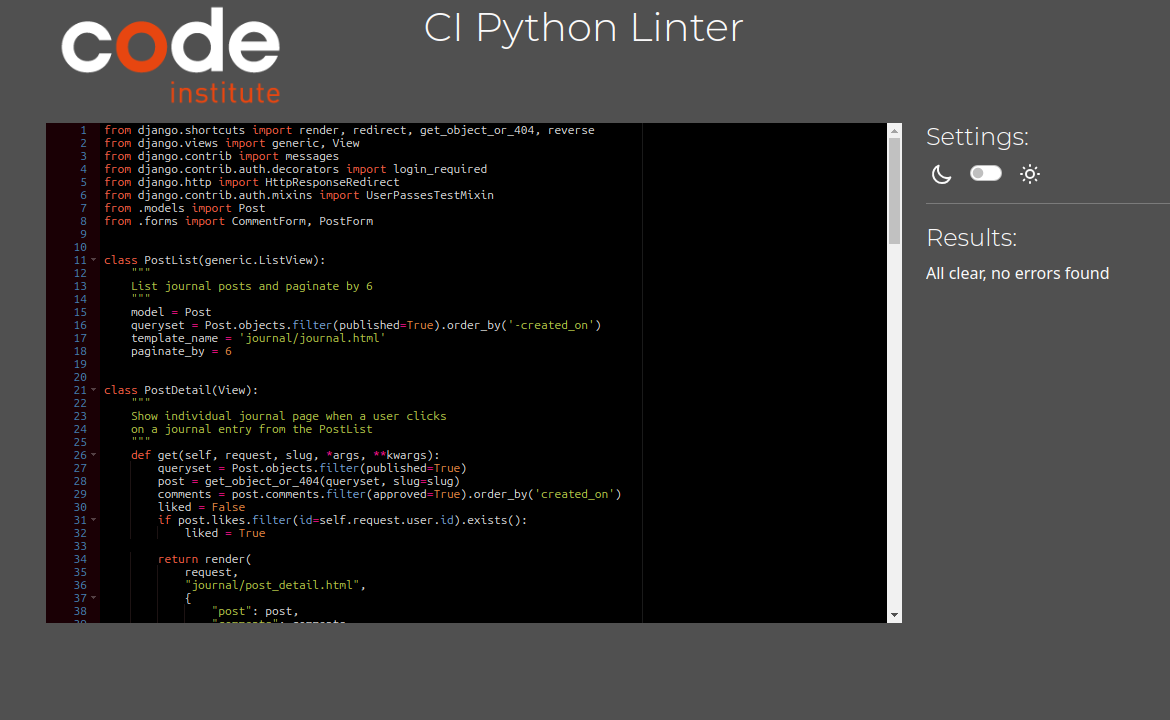 code
institute
CI Python Linter
1 from django.shortcuts import render, redirect, get_object_or_404, reverse
2 from django.views import generic, View
3 from django.contrib import messages
4 from django.contrib.auth.decorators import login_required
5 from django.http import HttpResponseRedirect
6 from django.contrib.auth.mixins import UserPassesTestMixin
7 from .models import Post
8 from .forms import CommentForm, PostForm
9
10
11 class PostList(generic.ListView):
12     """
13     List journal posts and paginate by 6
14     """
15     model = Post
16     queryset = Post.objects.filter(published=True).order_by('-created_on')
17     template_name = 'journal/journal.html'
18     paginate_by = 6
19
20
21 class PostDetail(View):
22     """
23     Show individual journal page when a user clicks
24     on a journal entry from the PostList
25     """
26     def get(self, request, slug, *args, **kwargs):
27         queryset = Post.objects.filter(published=True)
28         post = get_object_or_404(queryset, slug=slug)
29         comments = post.comments.filter(approved=True).order_by('created_on')
30         liked = False
31         if post.likes.filter(id=self.request.user.id).exists():
32             liked = True
33
34         return render(
35             request,
36             "journal/post_detail.html",
37             {
38                 "post": post,
Settings:
Results:
All clear, no errors found